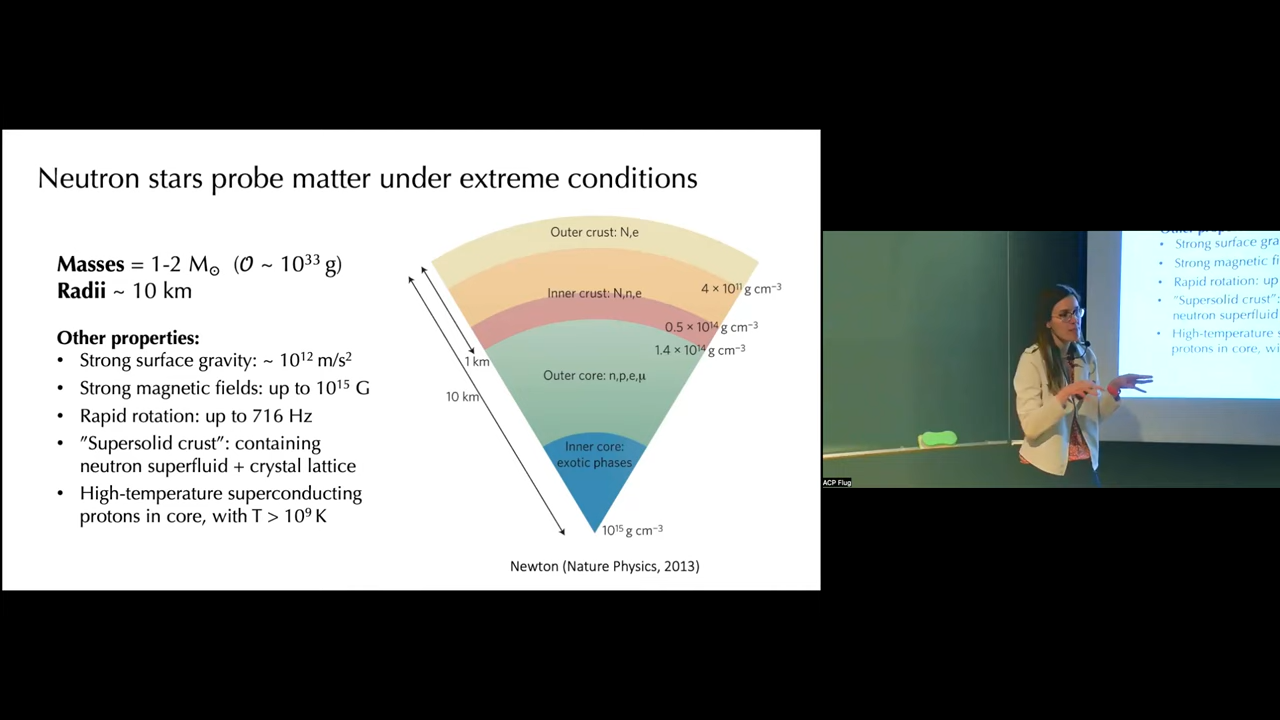 Neutron stars probe matter under extreme conditions
Masses = 1-2 M⊙ (O ~ 10³³ g)
Radii ~ 10 km
Other properties:
• Strong surface gravity: ~ 10¹² m/s²
• Strong magnetic fields: up to 10¹⁵ G
• Rapid rotation: up to 716 Hz
• ”Supersolid crust”: containing
neutron superfluid + crystal lattice
• High-temperature superconducting
protons in core, with T > 10⁹ K
Outer crust: N,e
4 × 10¹¹ g cm⁻³
Inner crust: N,n,e
0.5 × 10¹⁴ g cm⁻³
1.4 × 10¹⁴ g cm⁻³
1 km
Outer core: n,p,e,μ
10 km
Inner core:
exotic phases
10¹⁵ g cm⁻³
Newton (Nature Physics, 2013)
• Strong surface gra
• Strong magnetic fi
• Rapid rotation: up
• “Supersolid crust”:
neutron superfluid
• High-temperature s
protons in core, wi
ACP Flug